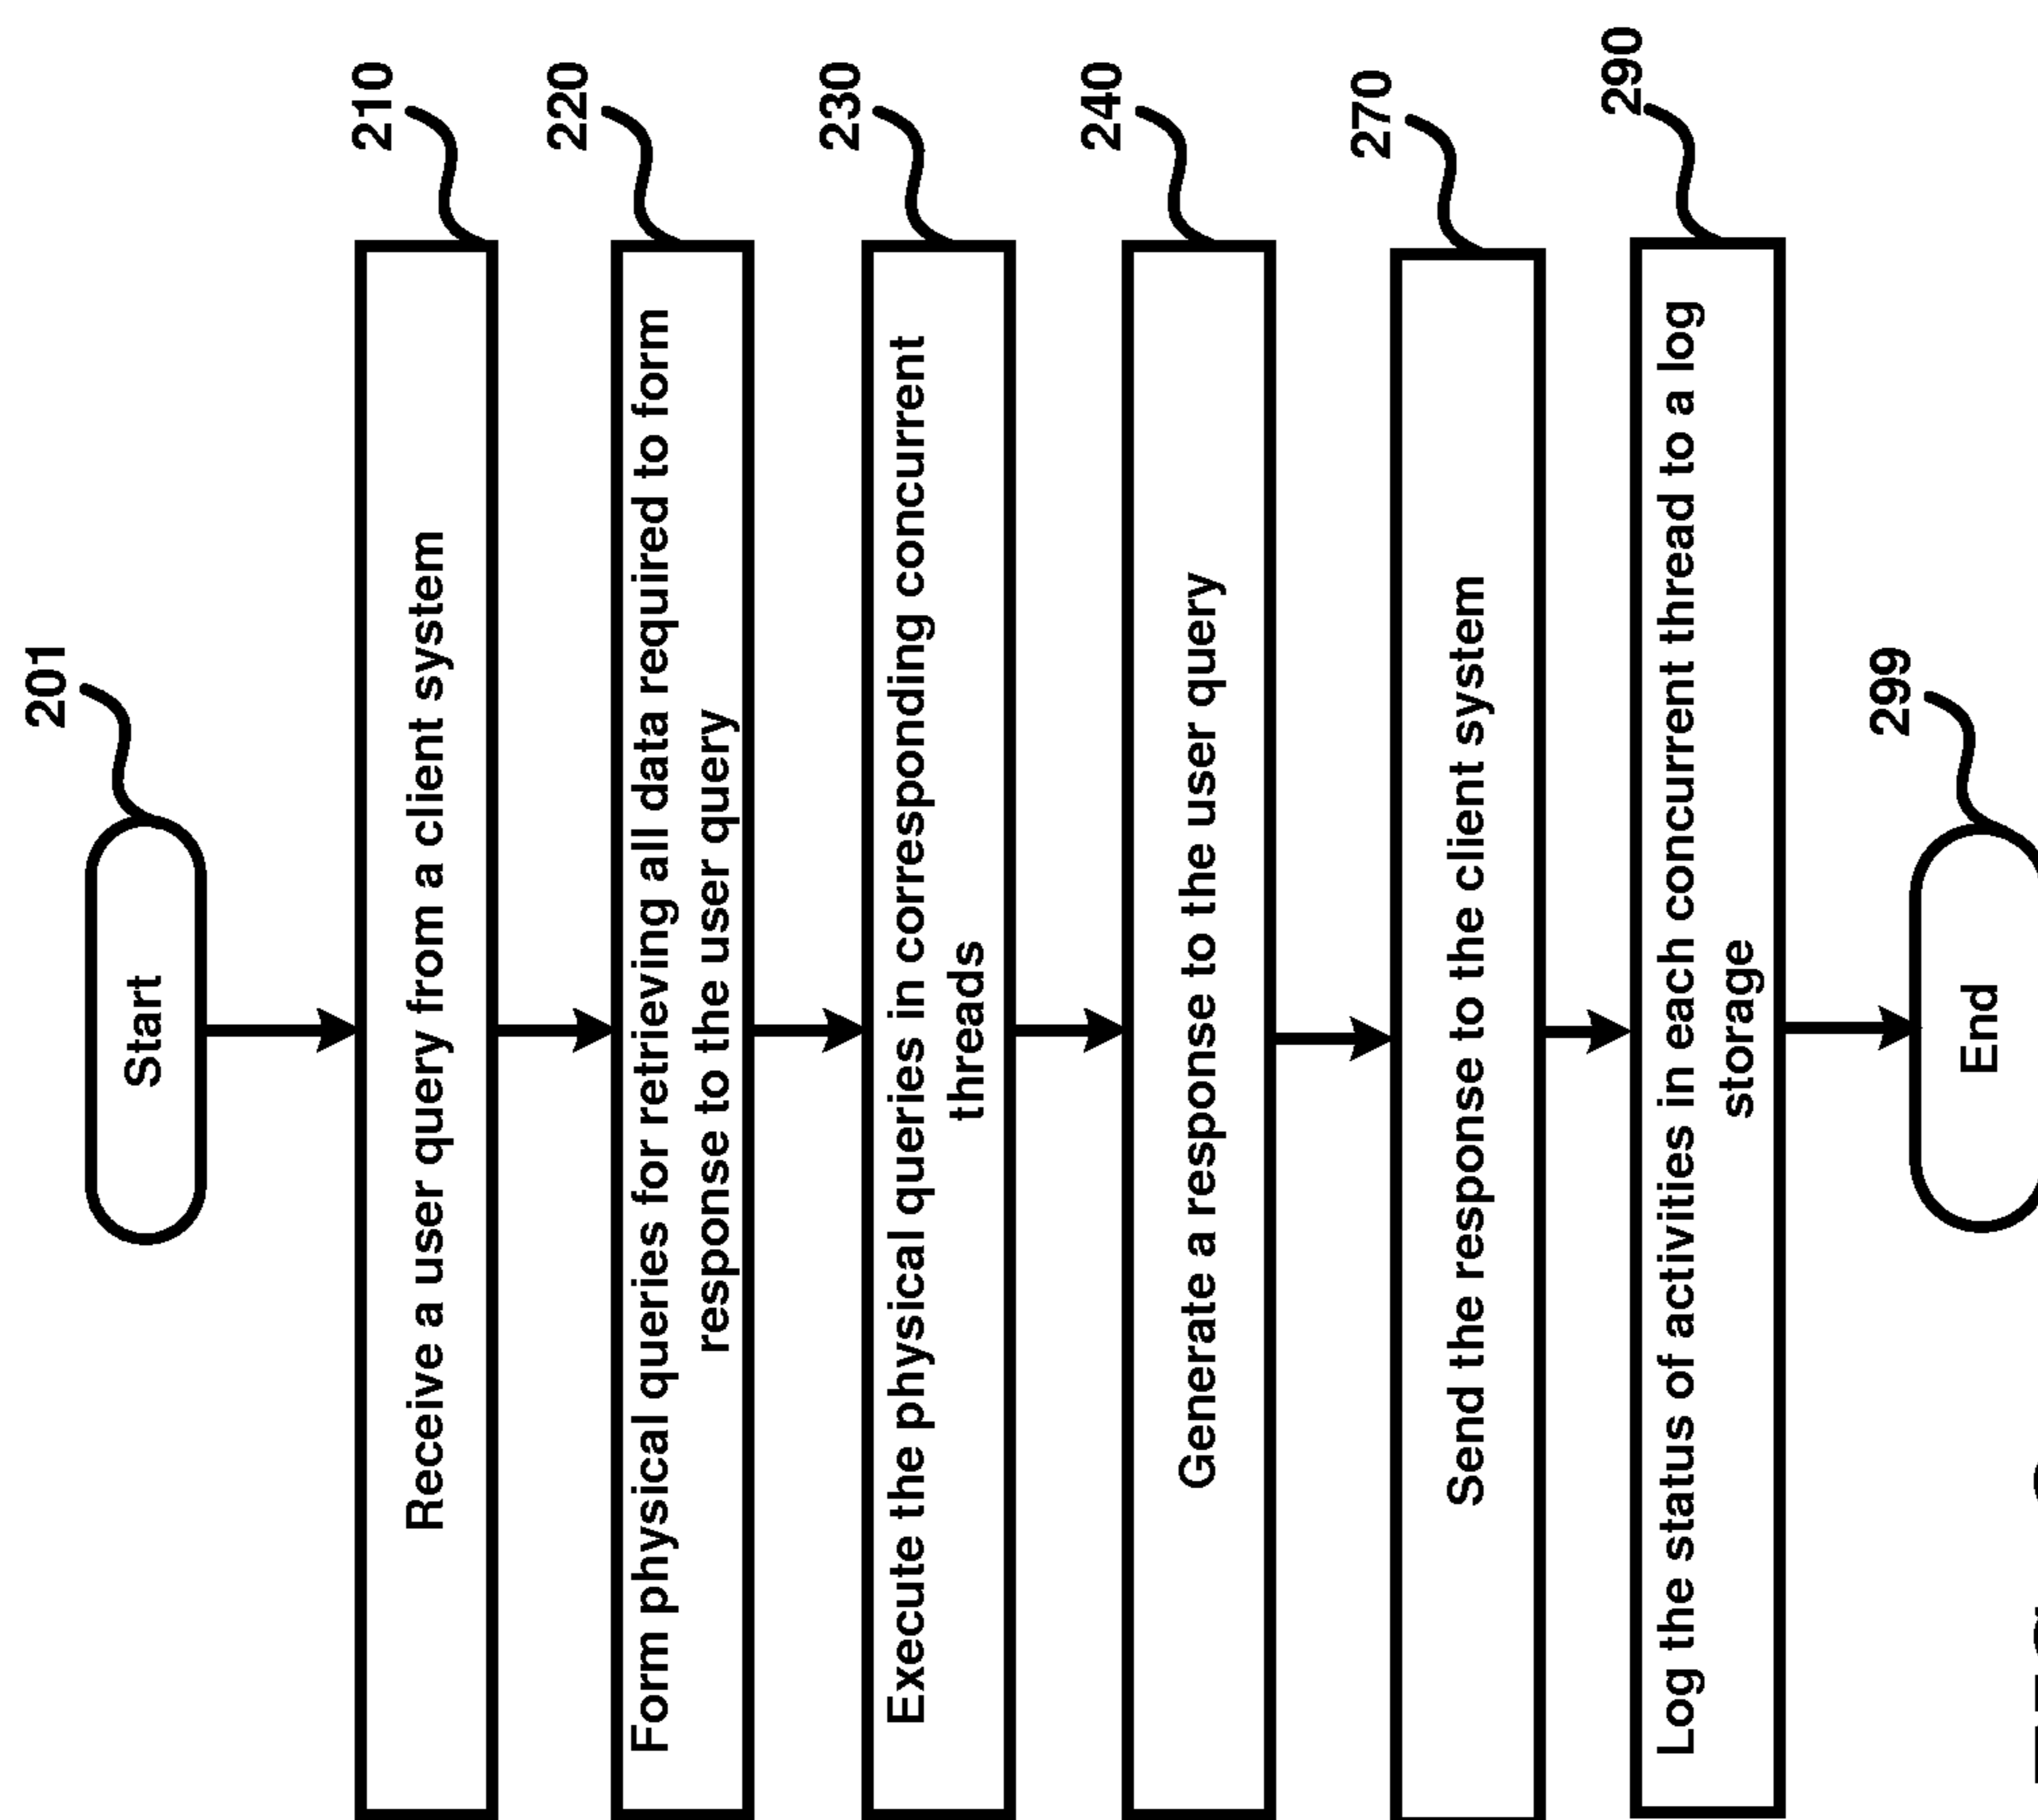 201
Start
210
Receive a user query from a client system
220
Form physical queries for retrieving all data required to form
response to the user query
230
Execute the physical queries in corresponding concurrent
threads
240
Generate a response to the user query
270
Send the response to the client system
290
Log the status of activities in each concurrent thread to a log
storage
299
End